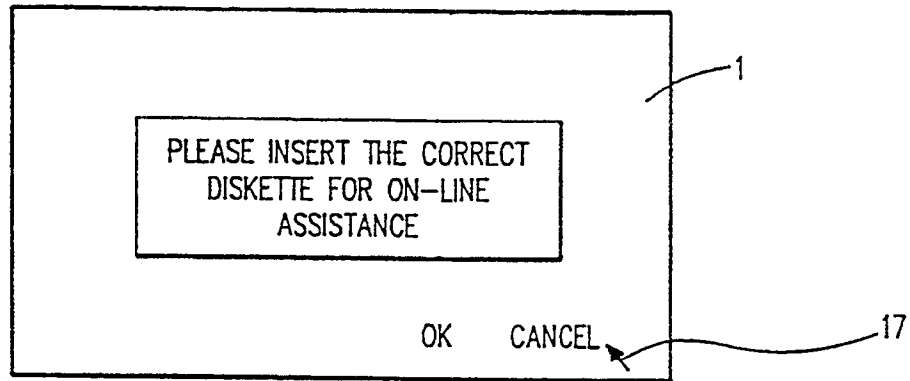 1
PLEASE INSERT THE CORRECT
DISKETTE FOR ON-LINE
ASSISTANCE
OK CANCEL
17